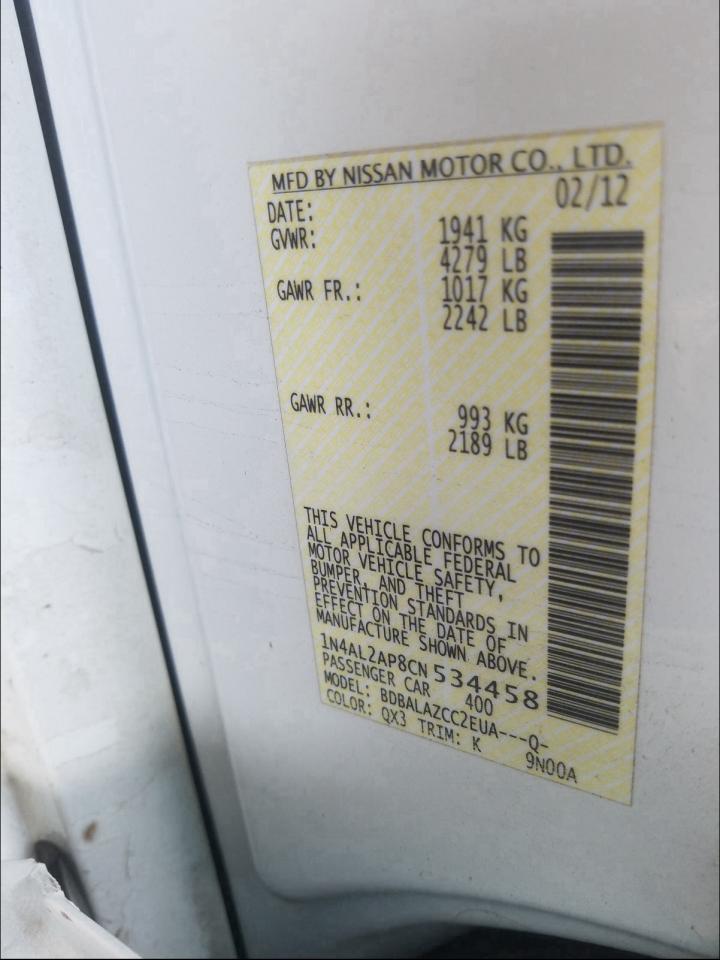 MFD BY NISSAN MOTOR CO., LTD.
DATE: 02/12
GVWR: 1941 KG
4279 LB
GAWR FR.: 1017 KG
2242 LB
GAWR RR.: 993 KG
2189 LB
THIS VEHICLE CONFORMS TO
ALL APPLICABLE FEDERAL
MOTOR VEHICLE SAFETY,
BUMPER, AND THEFT
PREVENTION STANDARDS IN
EFFECT ON THE DATE OF
MANUFACTURE SHOWN ABOVE.
1N4AL2AP8CN 534458
PASSENGER CAR 400
MODEL: BDBALAZCC2EUA---Q-
COLOR: QX3 TRIM: K 9N00A